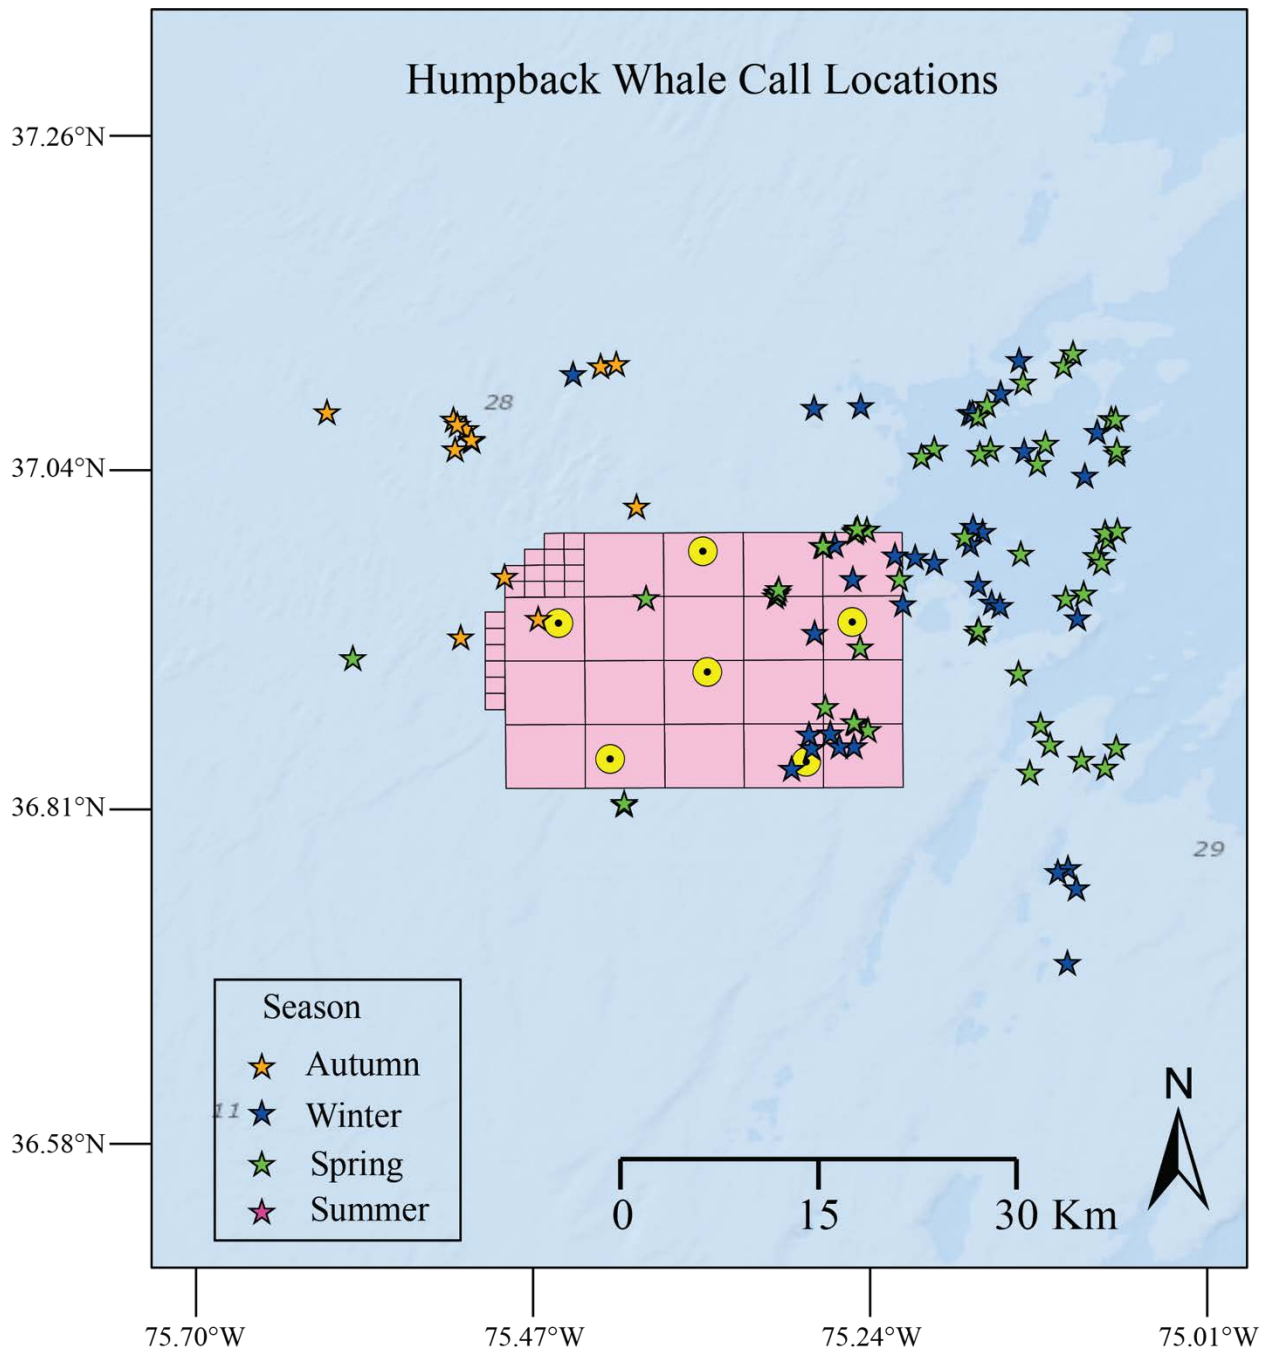 Humpback Whale Call Locations
37.26°N
28
37.04°N
36.81°N
29
Season
Autumn
11
Winter
Spring
Summer
N
36.58°N
0 15 30 Km
75.70°W 75.47°W 75.24°W 75.01°W